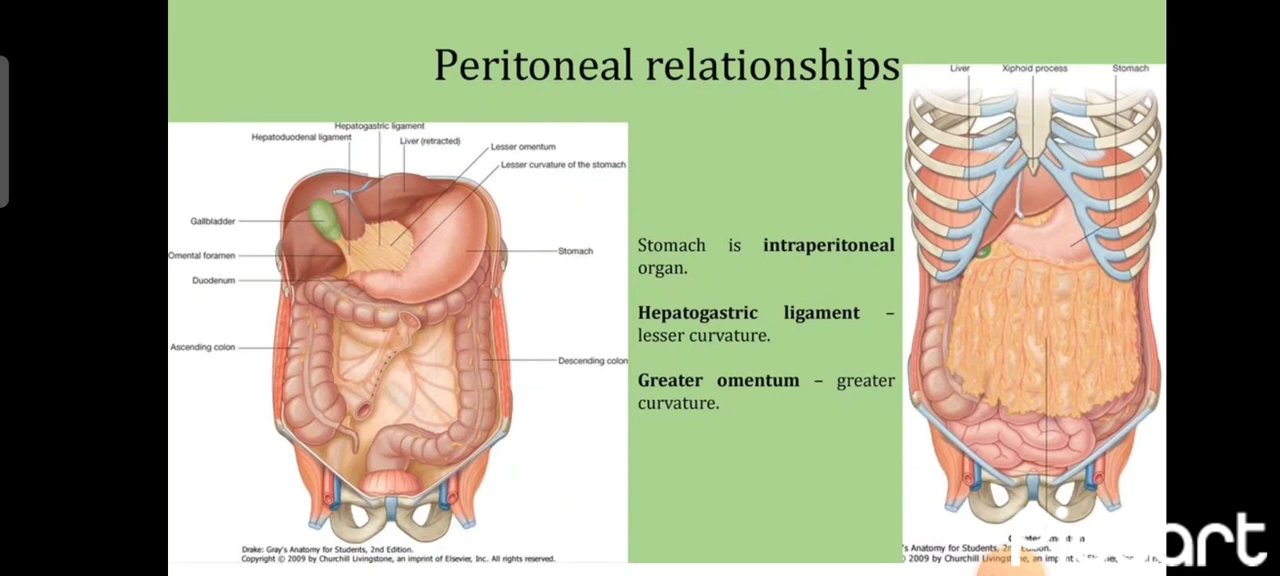 Peritoneal relationships
Hepatogastric ligament
Hepatoduodenal ligament
Liver (retracted)
Lesser omentum
Lesser curvature of the stomach
Gallbladder
Omental foramen
Duodenum
Stomach
Ascending colon
Descending colon
Drake: Gray's Anatomy for Students, 2nd Edition.
Copyright © 2009 by Churchill Livingstone, an imprint of Elsevier, Inc. All rights reserved.
Stomach is intraperitoneal
organ.
Hepatogastric ligament –
lesser curvature.
Greater omentum – greater
curvature.
Liver Xiphoid process Stomach
's Anatomy for Students,
2009 by Churchill
art